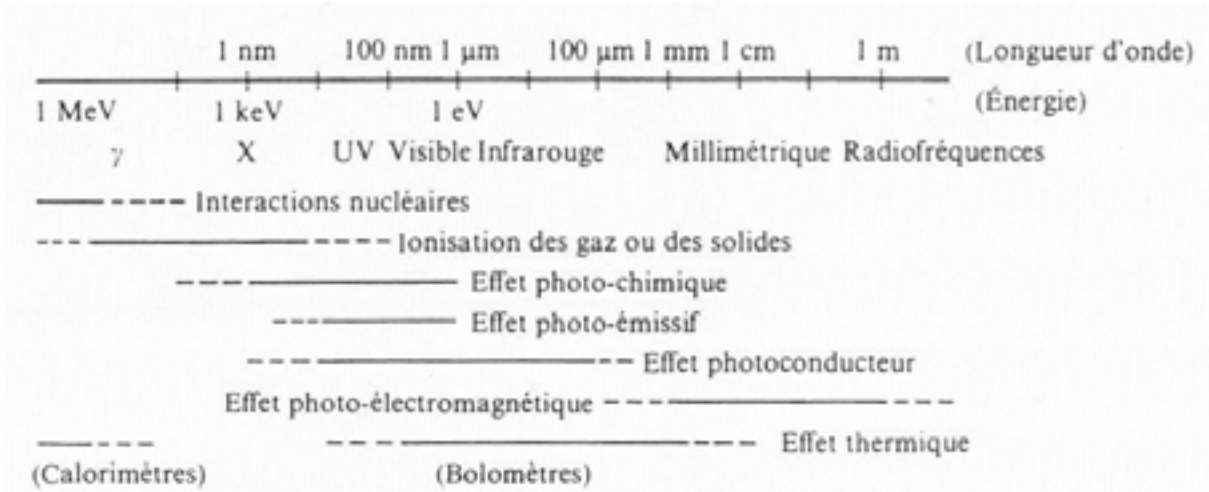 1 nm 100 nm 1 µm 100 µm 1 mm 1 cm 1 m (Longueur d'onde)
1 MeV 1 keV 1 eV (Énergie)
γ X UV Visible Infrarouge Millimétrique Radiofréquences
Interactions nucléaires
Ionisation des gaz ou des solides
Effet photo-chimique
Effet photo-émissif
Effet photoconducteur
Effet photo-électromagnétique
Effet thermique
(Calorimètres) (Bolomètres)